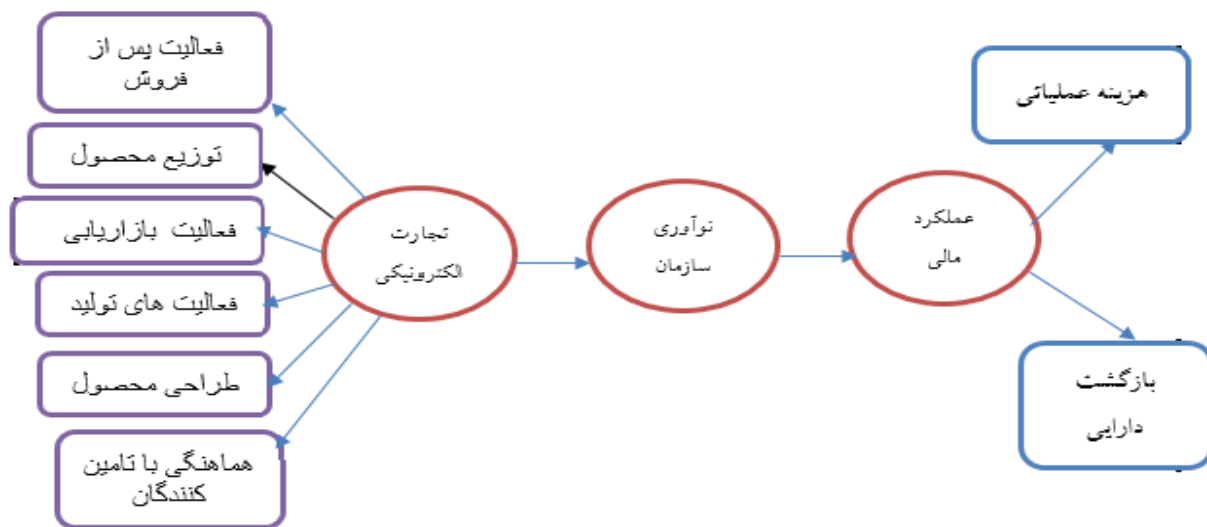 فعالیت پس از
فروش
توزیع محصول
فعالیت بازاریابی
فعالیت های تولید
طراحی محصول
هماهنگی با تامین
کنندگان
تجارت
الکترونیکی
نوآوری
سازمان
عملکرد
مالی
هزینه عملیاتی
بازگشت
دارایی